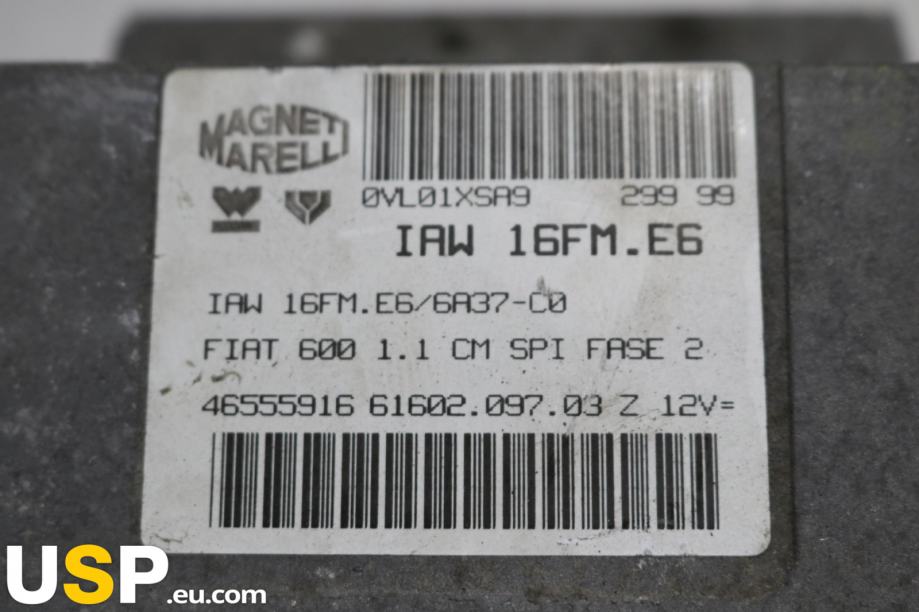 MAGNETI
MARELLI
0VL01XSA9 299 99
IAW 16FM.E6
IAW 16FM.E6/6A37-C0
FIAT 600 1.1 CM SPI FASE 2
46555916 61602.097.03 Z 12V=
USP.eu.com